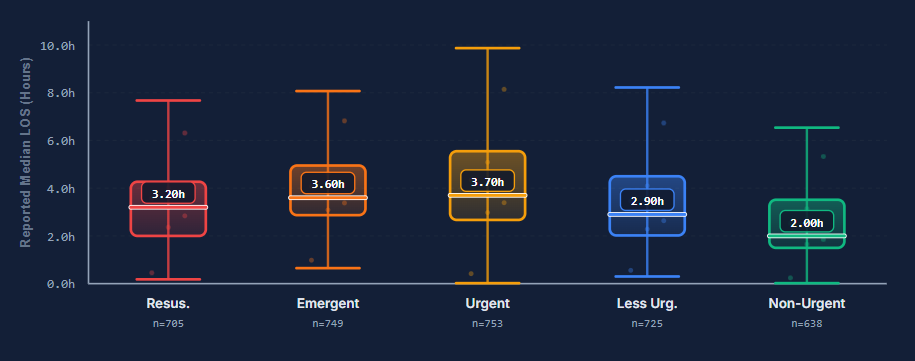 Reported Median LOS (Hours)
10.0h
8.0h
6.0h
4.0h
2.0h
0.0h
3.20h
3.60h
3.70h
2.90h
2.00h
Resus.
Emergent
Urgent
Less Urg.
Non-Urgent
n=705
n=749
n=753
n=725
n=638